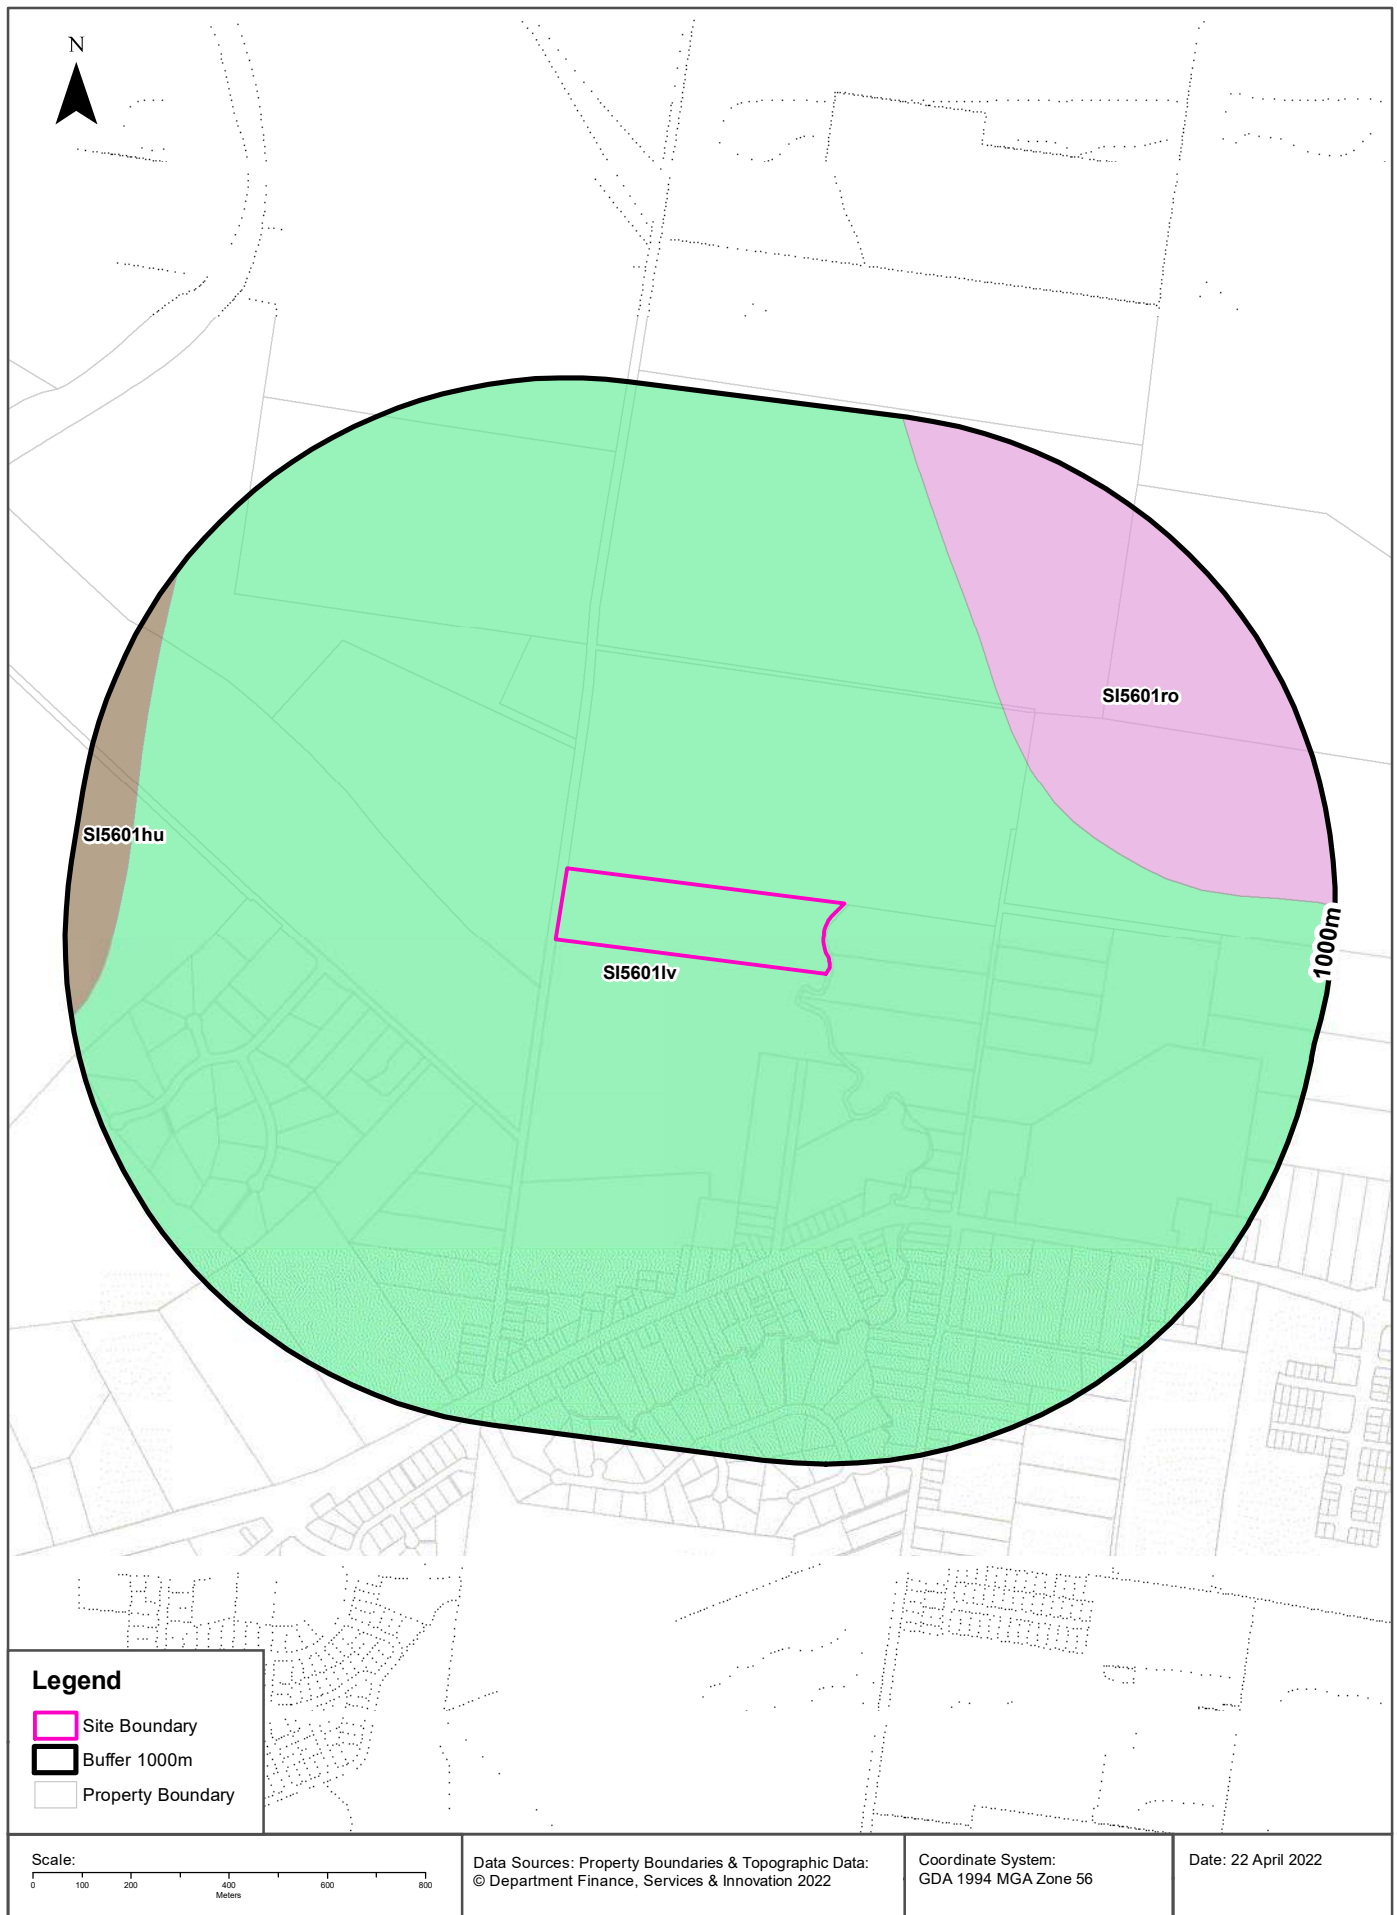 N
SI5601ro
SI5601hu
1000m
SI5601lv
Legend
Site Boundary
Buffer 1000m
Property Boundary
Scale:
0 100 200 400 600 800
Meters
Data Sources: Property Boundaries & Topographic Data:
© Department Finance, Services & Innovation 2022
Coordinate System:
GDA 1994 MGA Zone 56
Date: 22 April 2022